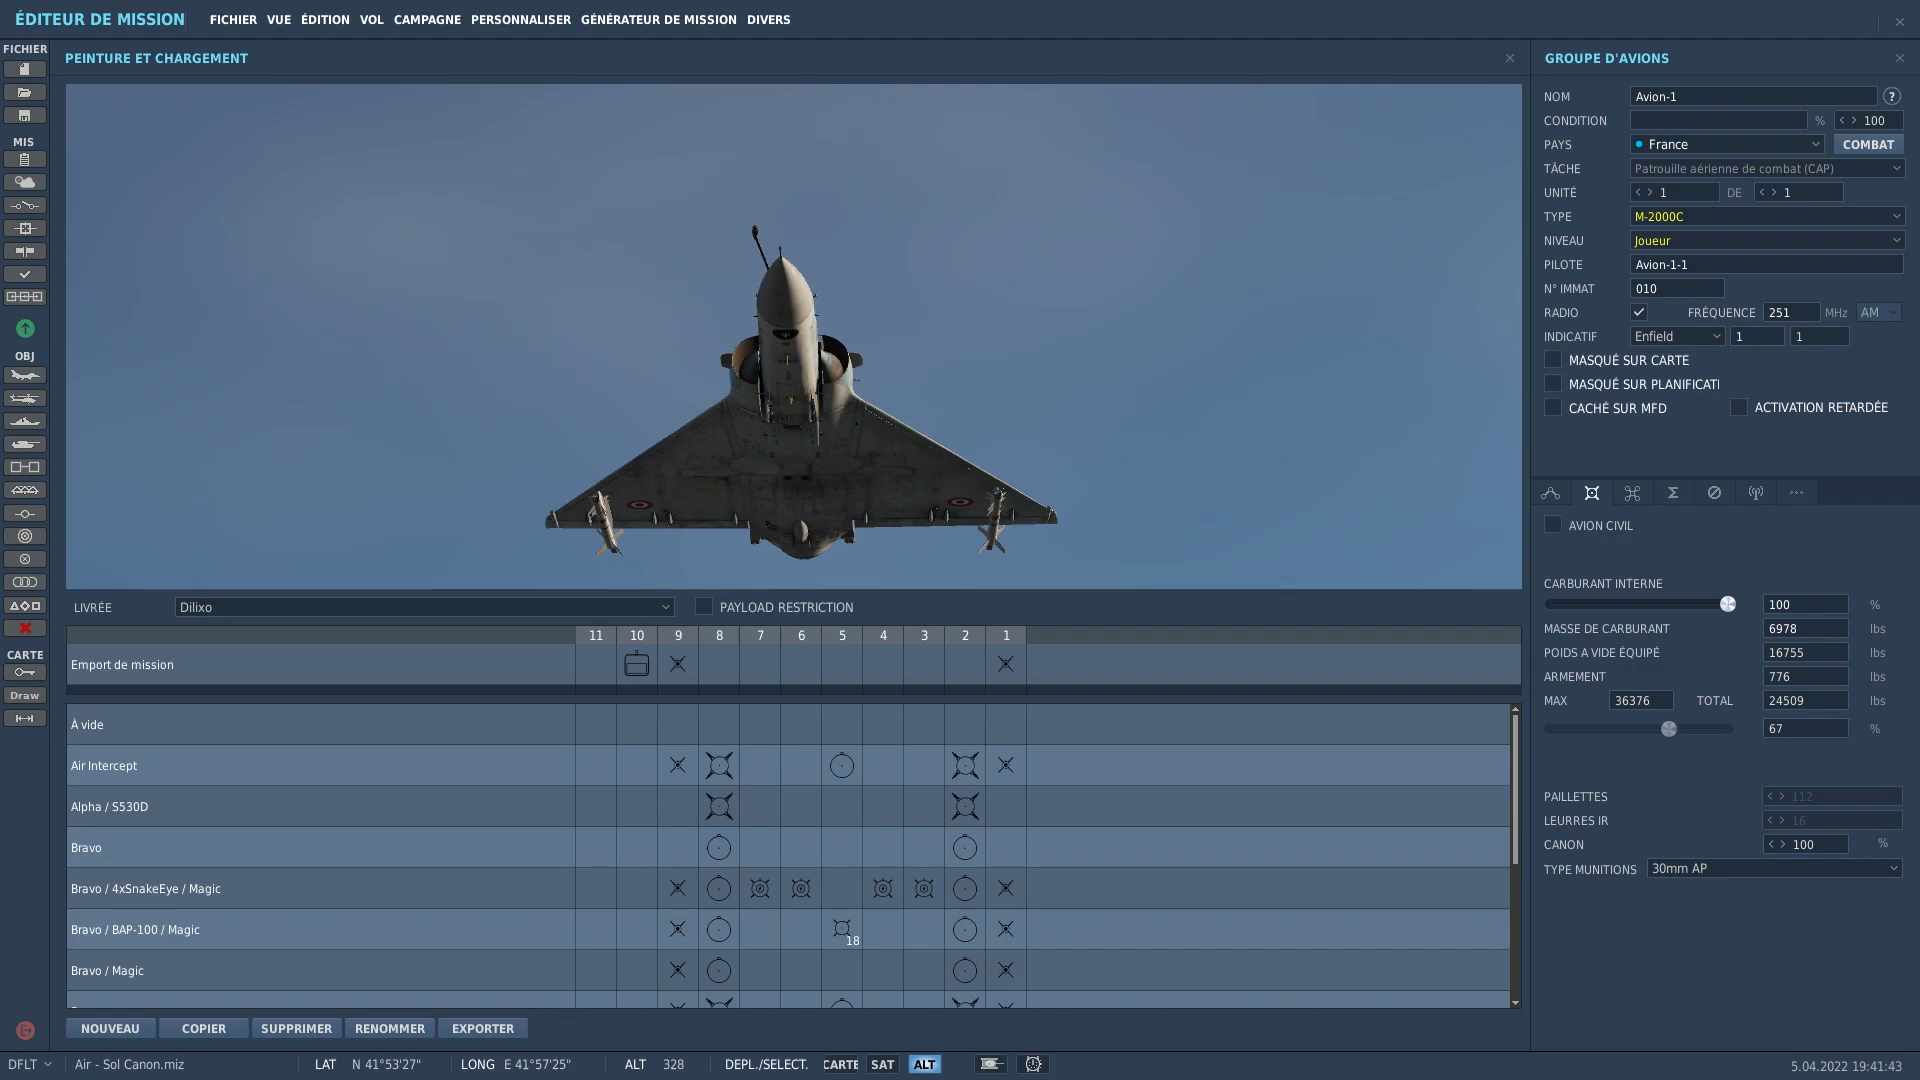 ÉDITEUR DE MISSION FICHIER VUE ÉDITION VOL CAMPAGNE PERSONNALISER GÉNÉRATEUR DE MISSION DIVERS
FICHIER
MIS
OBJ
CARTE
Draw
PEINTURE ET CHARGEMENT
LIVRÉE Dilixo PAYLOAD RESTRICTION
11 10 9 8 7 6 5 4 3 2 1
Emport de mission
À vide
Air Intercept
Alpha / S530D
Bravo
Bravo / 4xSnakeEye / Magic
Bravo / BAP-100 / Magic 18
Bravo / Magic
NOUVEAU COPIER SUPPRIMER RENOMMER EXPORTER
GROUPE D'AVIONS
NOM Avion-1 ?
CONDITION % < > 100
PAYS France COMBAT
TÂCHE Patrouille aérienne de combat (CAP)
UNITÉ < > 1 DE < > 1
TYPE M-2000C
NIVEAU Joueur
PILOTE Avion-1-1
N° IMMAT 010
RADIO FRÉQUENCE 251 MHz AM
INDICATIF Enfield 1 1
MASQUÉ SUR CARTE
MASQUÉ SUR PLANIFICATI
CACHÉ SUR MFD ACTIVATION RETARDÉE
AVION CIVIL
CARBURANT INTERNE
100 %
MASSE DE CARBURANT 6978 lbs
POIDS A VIDE ÉQUIPÉ 16755 lbs
ARMEMENT 776 lbs
MAX 36376 TOTAL 24509 lbs
67 %
PAILLETTES < > 112
LEURRES IR < > 16
CANON < > 100 %
TYPE MUNITIONS 30mm AP
DFLT Air - Sol Canon.miz LAT N 41°53'27" LONG E 41°57'25" ALT 328 DEPL./SELECT. CARTE SAT ALT 5.04.2022 19:41:43